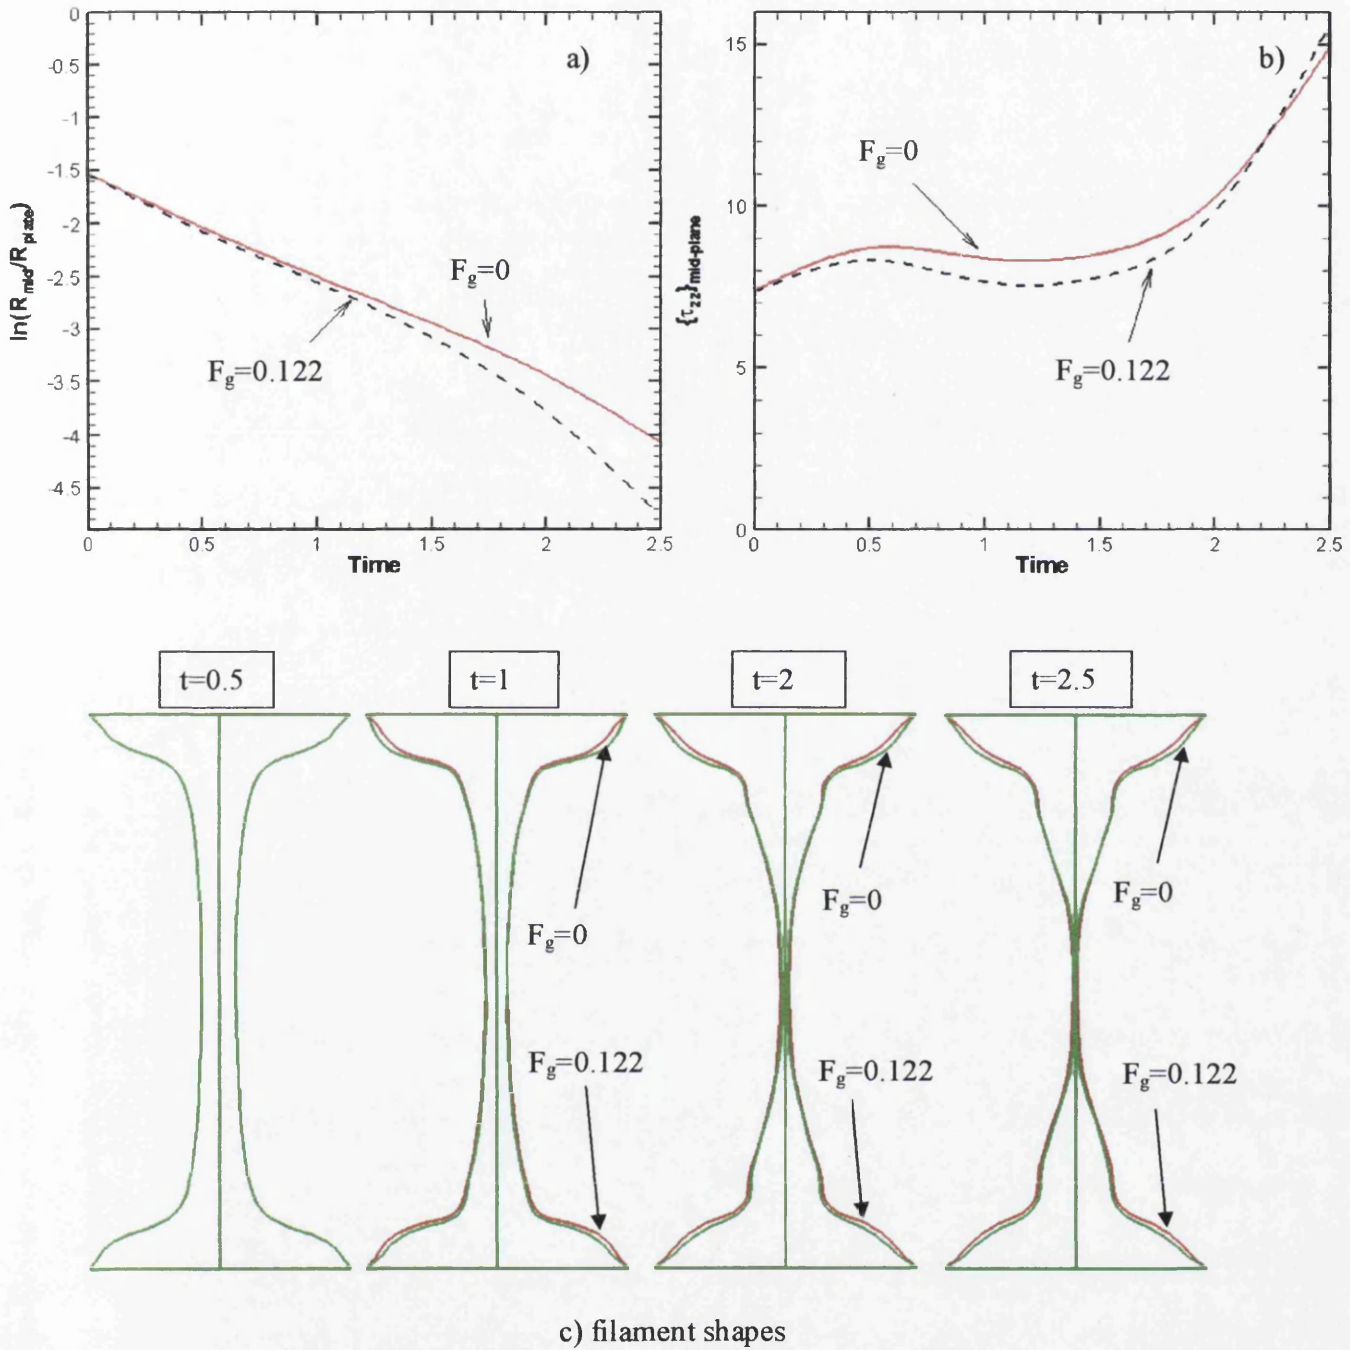 a)
0
-0.5
-1
-1.5
-2
-2.5
-3
-3.5
-4
-4.5
ln(R_mid/R_plate)
F_g=0
F_g=0.122
0 0.5 1 1.5 2 2.5
Time
b)
15
10
5
0
{τ_22}mid-plane
F_g=0
F_g=0.122
0 0.5 1 1.5 2 2.5
Time
t=0.5 t=1 t=2 t=2.5
F_g=0
F_g=0
F_g=0
F_g=0.122
F_g=0.122
F_g=0.122
c) filament shapes